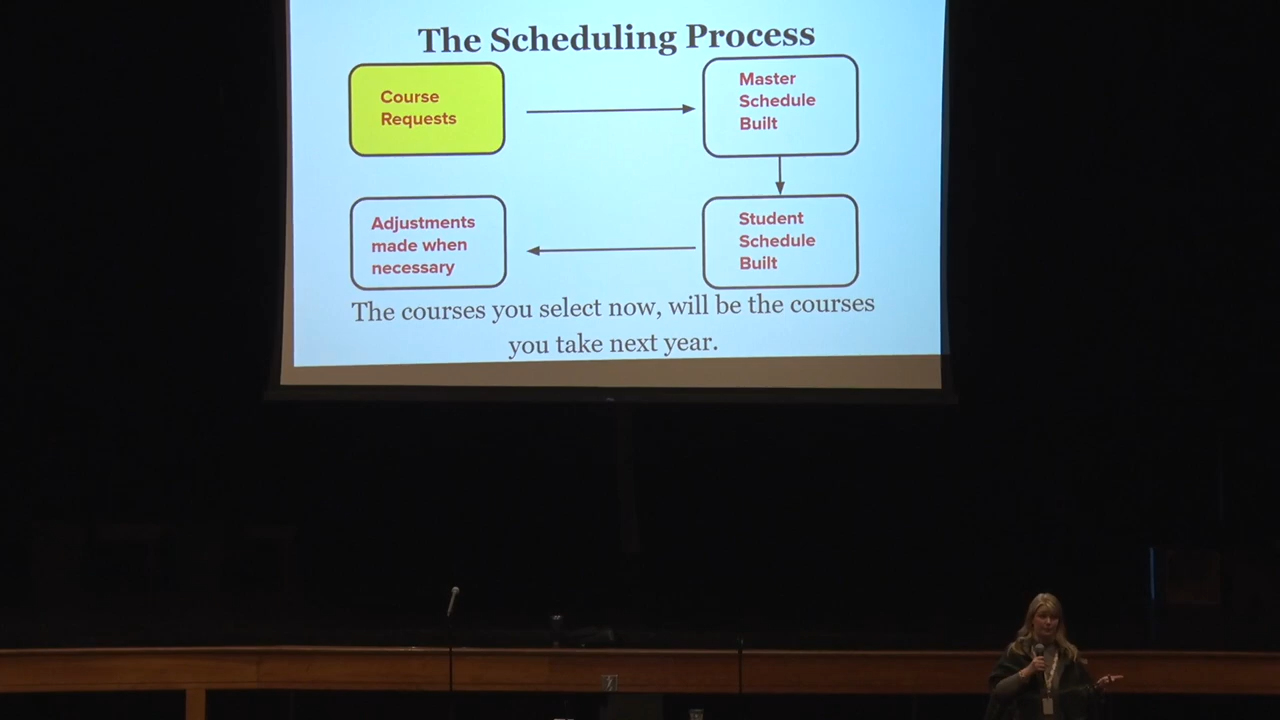 The Scheduling Process
Course
Requests
Master
Schedule
Built
Adjustments
made when
necessary
Student
Schedule
Built
The courses you select now, will be the courses
you take next year.